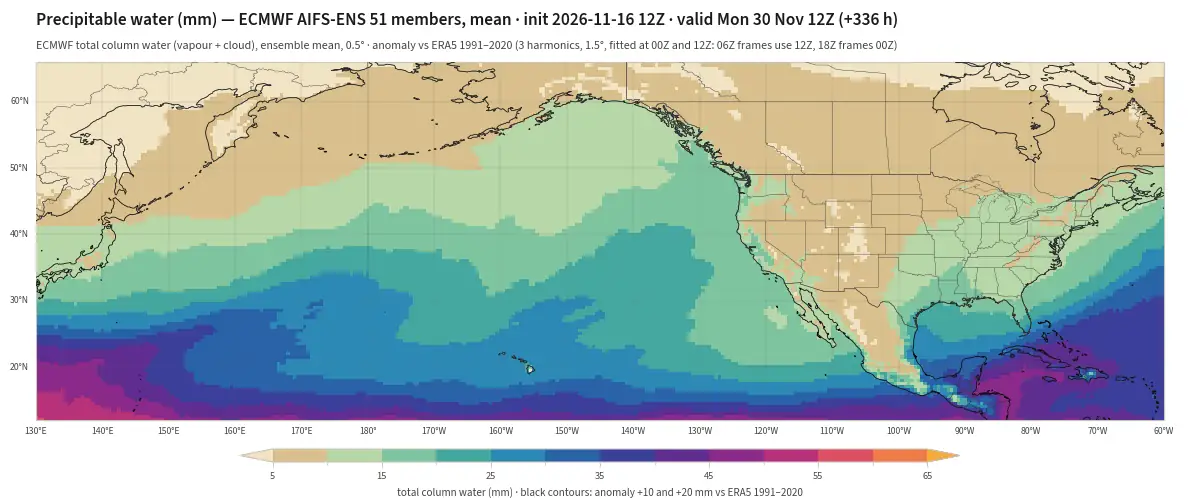 Precipitable water (mm) — ECMWF AIFS-ENS 51 members, mean · init 2026-11-16 12Z · valid Mon 30 Nov 12Z (+336 h)
ECMWF total column water (vapour + cloud), ensemble mean, 0.5° · anomaly vs ERA5 1991–2020 (3 harmonics, 1.5°, fitted at 00Z and 12Z: 06Z frames use 12Z, 18Z frames 00Z)
60°N
50°N
40°N
30°N
20°N
130°E 140°E 150°E 160°E 170°E 180° 170°W 160°W 150°W 140°W 130°W 120°W 110°W 100°W 90°W 80°W 70°W 60°W
5 15 25 35 45 55 65
total column water (mm) · black contours: anomaly +10 and +20 mm vs ERA5 1991–2020